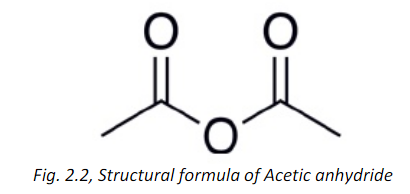 O O
O
Fig. 2.2, Structural formula of Acetic anhydride